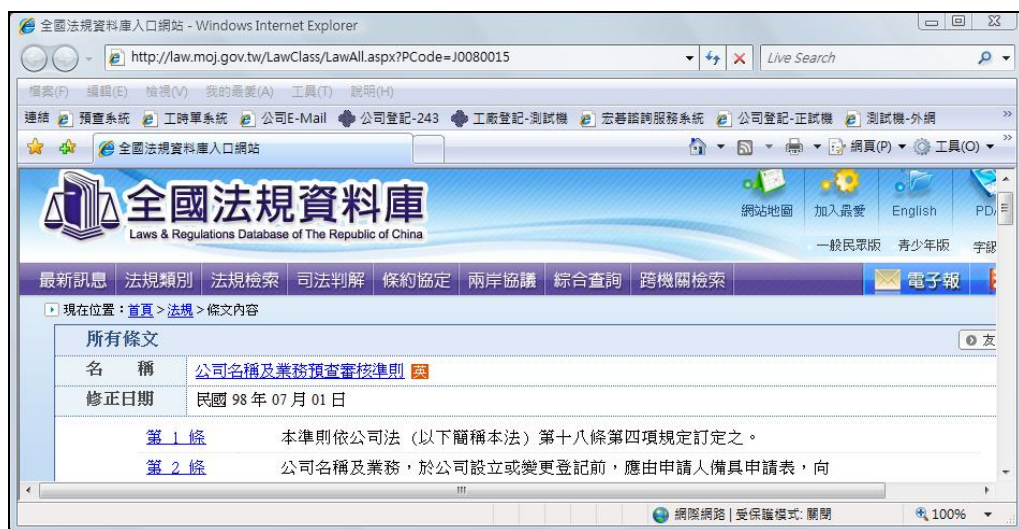 全國法規資料庫入口網站 - Windows Internet Explorer
http://law.moj.gov.tw/LawClass/LawAll.aspx?PCode=J0080015
Live Search
檔案(F) 編輯(E) 檢視(V) 我的最愛(A) 工具(T) 說明(H)
連結 預查系統 工時單系統 公司E-Mail 公司登記-243 工廠登記-測試機 宏碁諮詢服務系統 公司登記-正試機 測試機-外網
全國法規資料庫入口網站 網頁(P) 工具(O)
全國法規資料庫
Laws & Regulations Database of The Republic of China
網站地圖 加入最愛 English PD
一般民眾版 青少年版 字級
最新訊息 法規類別 法規檢索 司法判解 條約協定 兩岸協議 綜合查詢 跨機關檢索 電子報
現在位置：首頁 > 法規 > 條文內容
所有條文 友
名 稱 公司名稱及業務預查審核準則 英
修正日期 民國 98 年 07 月 01 日
第 1 條 本準則依公司法（以下簡稱本法）第十八條第四項規定訂定之。
第 2 條 公司名稱及業務，於公司設立或變更登記前，應由申請人備具申請表，向
網際網路 | 受保護模式: 關閉 100%